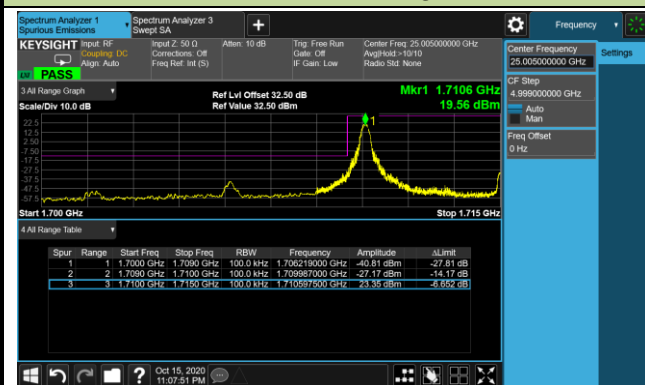 Spectrum Analyzer 1
Spurious Emissions
Spectrum Analyzer 3
Swept SA
Frequency
KEYSIGHT
Input: RF
Coupling: DC
Align: Auto
Input Z: 50 Ω
Corrections: Off
Freq Ref: Int (S)
Atten: 10 dB
Trig: Free Run
Gate: Off
IF Gain: Low
Center Freq: 25.005000000 GHz
Avg|Hold:>10/10
Radio Std: None
PASS
Center Frequency
25.005000000 GHz
Settings
CF Step
4.999000000 GHz
Auto
Man
Freq Offset
0 Hz
3 All Range Graph
Scale/Div 10.0 dB
Ref Lvl Offset 32.50 dB
Ref Value 32.50 dBm
Mkr1 1.7106 GHz
19.56 dBm
22.5
12.5
2.50
-7.50
-17.5
-27.5
-37.5
-47.5
-57.5
1
Start 1.700 GHz
Stop 1.715 GHz
4 All Range Table
Spur Range Start Freq Stop Freq RBW Frequency Amplitude ΔLimit
1 1 1.7000 GHz 1.7090 GHz 100.0 kHz 1.706219000 GHz -40.81 dBm -27.81 dB
2 2 1.7090 GHz 1.7100 GHz 100.0 kHz 1.709987000 GHz -27.17 dBm -14.17 dB
3 3 1.7100 GHz 1.7150 GHz 100.0 kHz 1.710597500 GHz 23.35 dBm -6.652 dB
Oct 15, 2020
11:07:51 PM